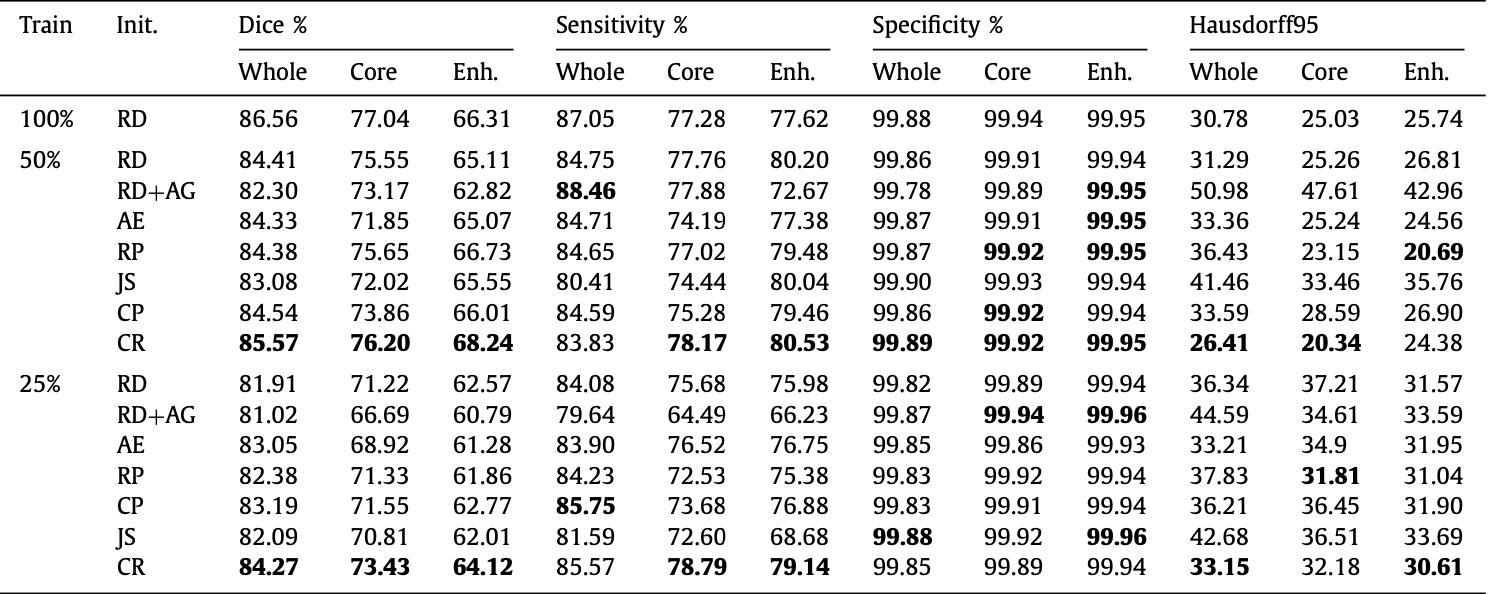 Train Init. Dice % Sensitivity % Specificity % Hausdorff95
Whole Core Enh. Whole Core Enh. Whole Core Enh. Whole Core Enh.
100% RD 86.56 77.04 66.31 87.05 77.28 77.62 99.88 99.94 99.95 30.78 25.03 25.74
50% RD 84.41 75.55 65.11 84.75 77.76 80.20 99.86 99.91 99.94 31.29 25.26 26.81
RD+AG 82.30 73.17 62.82 88.46 77.88 72.67 99.78 99.89 99.95 50.98 47.61 42.96
AE 84.33 71.85 65.07 84.71 74.19 77.38 99.87 99.91 99.95 33.36 25.24 24.56
RP 84.38 75.65 66.73 84.65 77.02 79.48 99.87 99.92 99.95 36.43 23.15 20.69
JS 83.08 72.02 65.55 80.41 74.44 80.04 99.90 99.93 99.94 41.46 33.46 35.76
CP 84.54 73.86 66.01 84.59 75.28 79.46 99.86 99.92 99.94 33.59 28.59 26.90
CR 85.57 76.20 68.24 83.83 78.17 80.53 99.89 99.92 99.95 26.41 20.34 24.38
25% RD 81.91 71.22 62.57 84.08 75.68 75.98 99.82 99.89 99.94 36.34 37.21 31.57
RD+AG 81.02 66.69 60.79 79.64 64.49 66.23 99.87 99.94 99.96 44.59 34.61 33.59
AE 83.05 68.92 61.28 83.90 76.52 76.75 99.85 99.86 99.93 33.21 34.9 31.95
RP 82.38 71.33 61.86 84.23 72.53 75.38 99.83 99.92 99.94 37.83 31.81 31.04
CP 83.19 71.55 62.77 85.75 73.68 76.88 99.83 99.91 99.94 36.21 36.45 31.90
JS 82.09 70.81 62.01 81.59 72.60 68.68 99.88 99.92 99.96 42.68 36.51 33.69
CR 84.27 73.43 64.12 85.57 78.79 79.14 99.85 99.89 99.94 33.15 32.18 30.61